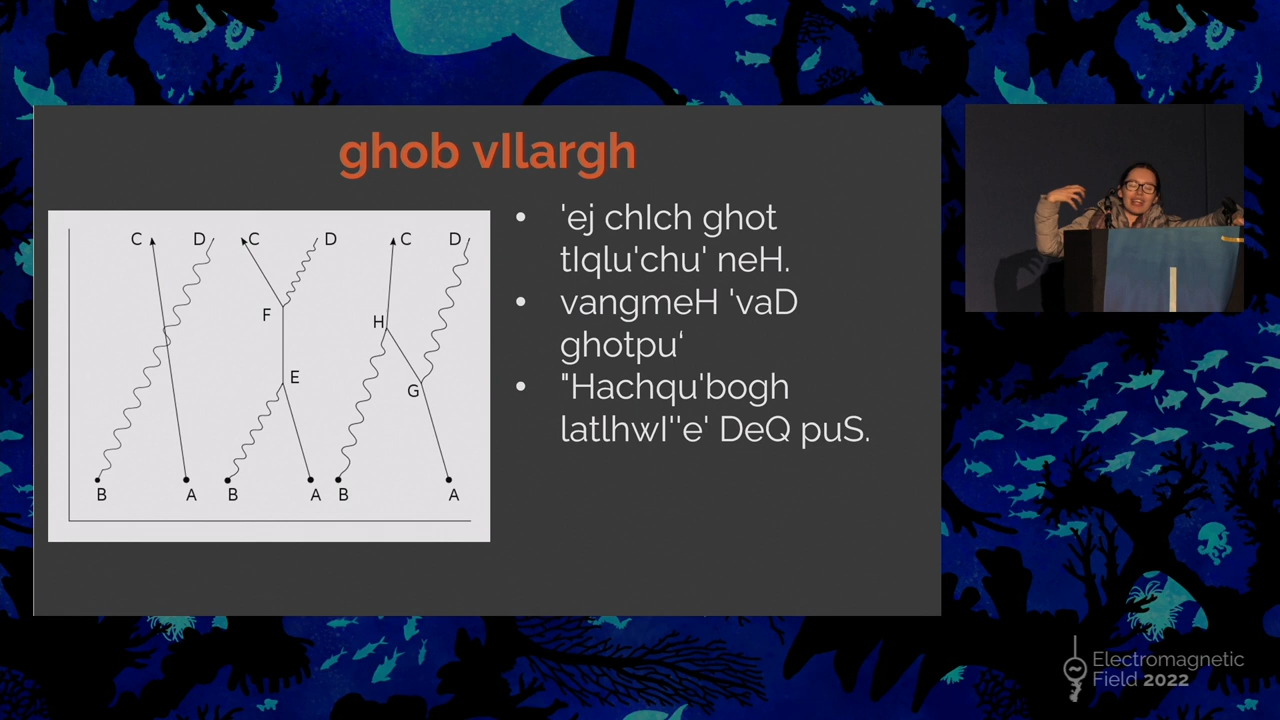 ghob vIlargh
C D C D C D
F H
E G
B A B A B A
'ej chIch ghot
tIqlu'chu' neH.
vangmeH 'vaD
ghotpu‘
"Hachqu'bogh
latlhwI''e' DeQ puS.
Electromagnetic
Field 2022